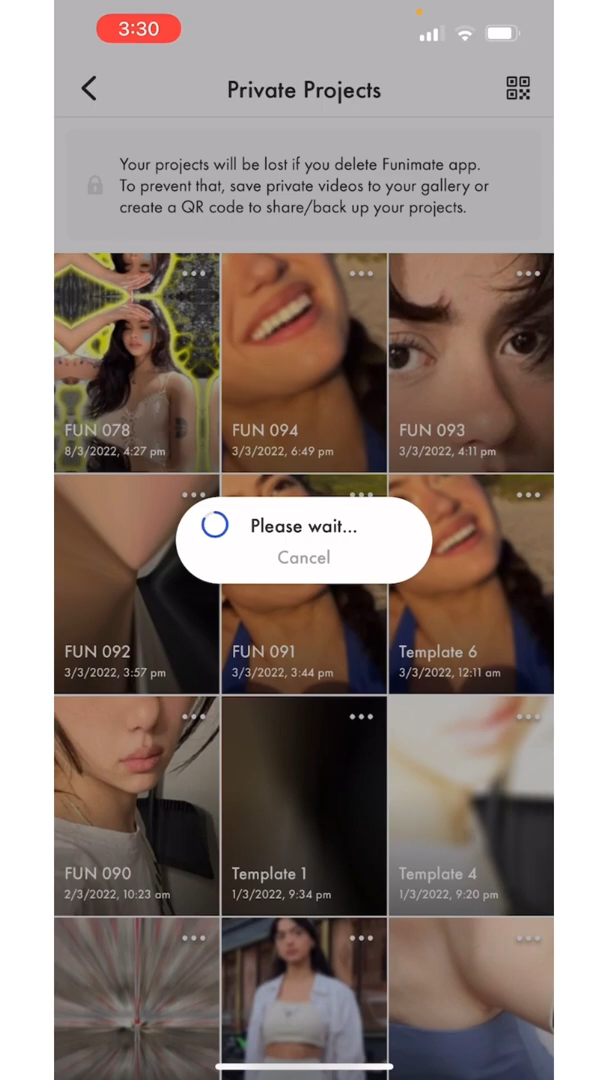 3:30
Private Projects
Your projects will be lost if you delete Funimate app.
To prevent that, save private videos to your gallery or
create a QR code to share/back up your projects.
FUN 078
8/3/2022, 4:27 pm
FUN 094
3/3/2022, 6:49 pm
FUN 093
3/3/2022, 4:11 pm
Please wait...
Cancel
FUN 092
3/3/2022, 3:57 pm
FUN 091
3/3/2022, 3:44 pm
Template 6
3/3/2022, 12:11 am
FUN 090
2/3/2022, 10:23 am
Template 1
1/3/2022, 9:34 pm
Template 4
1/3/2022, 9:20 pm